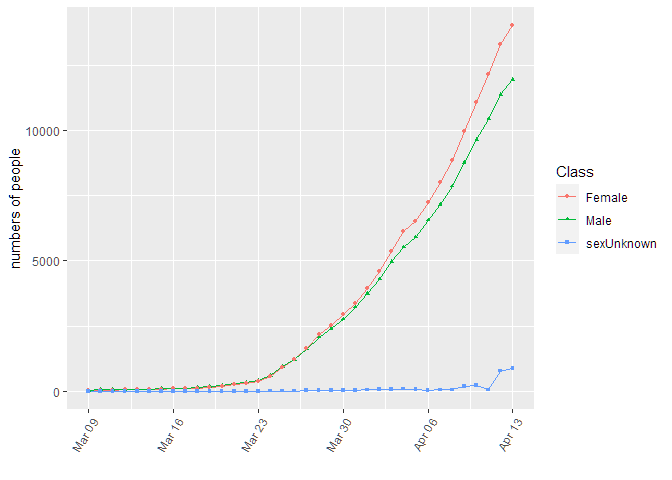 numbers of people
10000
5000
0
Mar 09
Mar 16
Mar 23
Mar 30
Apr 06
Apr 13
Class
Female
Male
sexUnknown